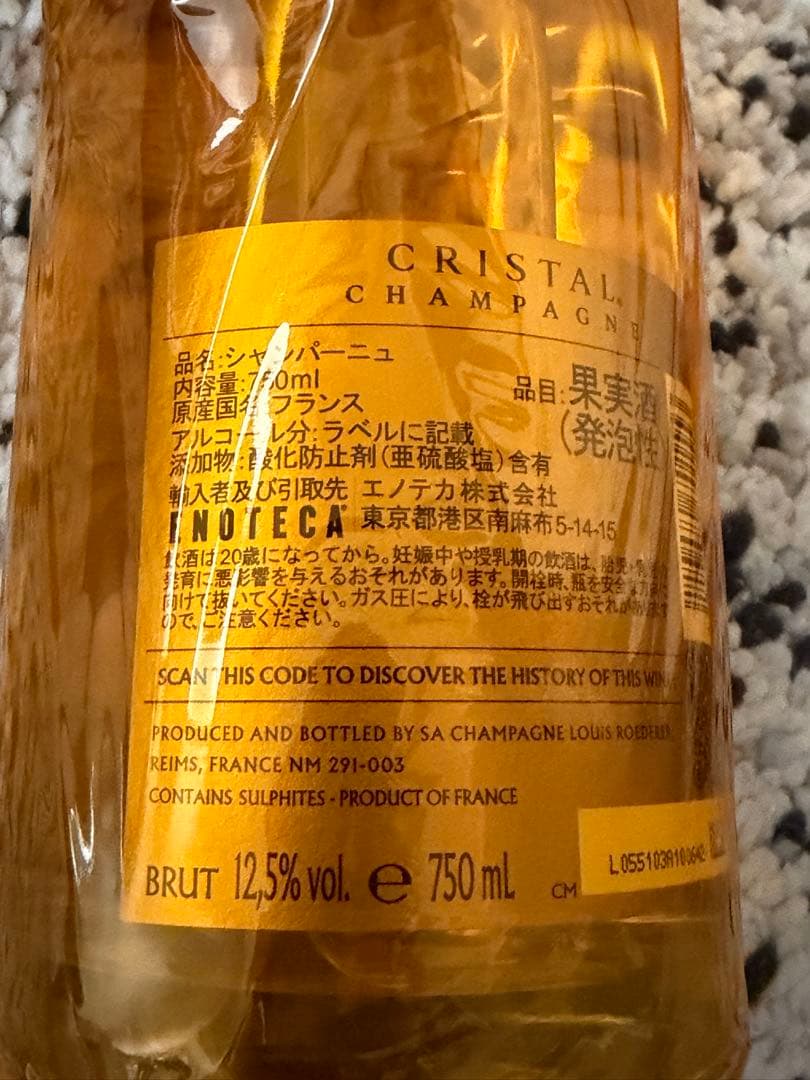 CRISTAL
CHAMPAGNE
品名:シャンパーニュ
内容量:750ml
原産国名:フランス
品目:果実酒
(発泡性)
アルコール分:ラベルに記載
添加物:酸化防止剤(亜硫酸塩)含有
輸入者及び引取先 エノテカ株式会社
ENOTECA 東京都港区南麻布5-14-15
飲酒は20歳になってから。妊娠中や授乳期の飲酒は、胎児・
発育に悪影響を与えるおそれがあります。開栓時、瓶を安全な方向に
向けて抜いてください。ガス圧により、栓が飛び出すおそれがあります
ので、ご注意ください。
SCAN THIS CODE TO DISCOVER THE HISTORY OF THIS WINE
PRODUCED AND BOTTLED BY SA CHAMPAGNE LOUIS ROEDERER
REIMS, FRANCE NM 291-003
CONTAINS SULPHITES - PRODUCT OF FRANCE
BRUT 12,5% vol. e 750 mL
CM
L055103A100642